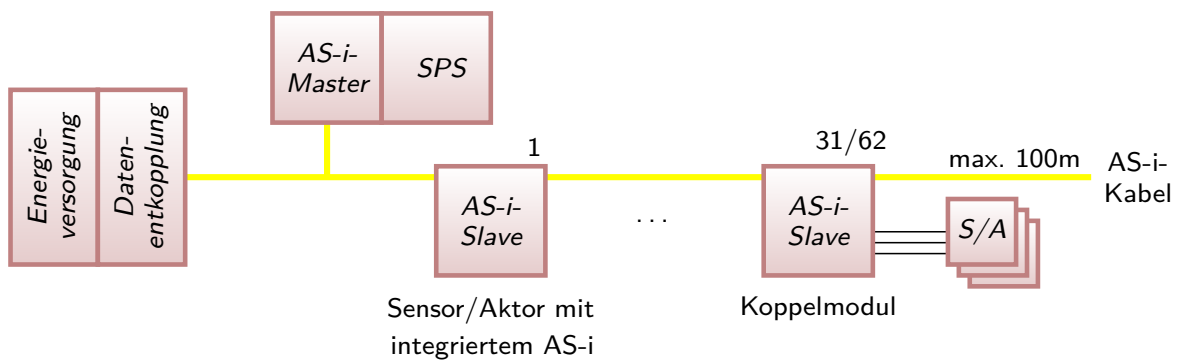 AS-i-
Master
SPS
Energie-
versorgung
Daten-
entkopplung
1
31/62
max. 100m
AS-i-
Kabel
AS-i-
Slave
...
AS-i-
Slave
S/A
Sensor/Aktor mit
integriertem AS-i
Koppelmodul